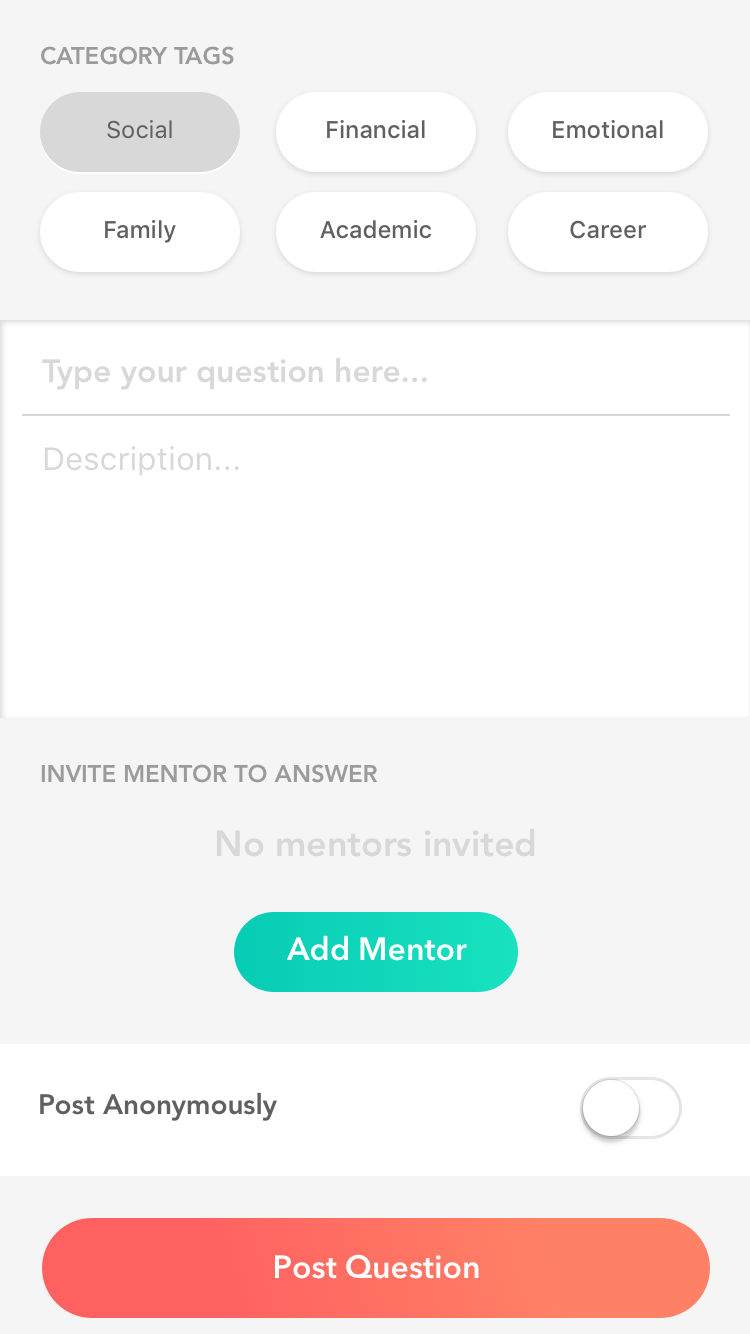 CATEGORY TAGS
Social Financial Emotional
Family Academic Career
Type your question here...
Description...
INVITE MENTOR TO ANSWER
No mentors invited
Add Mentor
Post Anonymously
Post Question